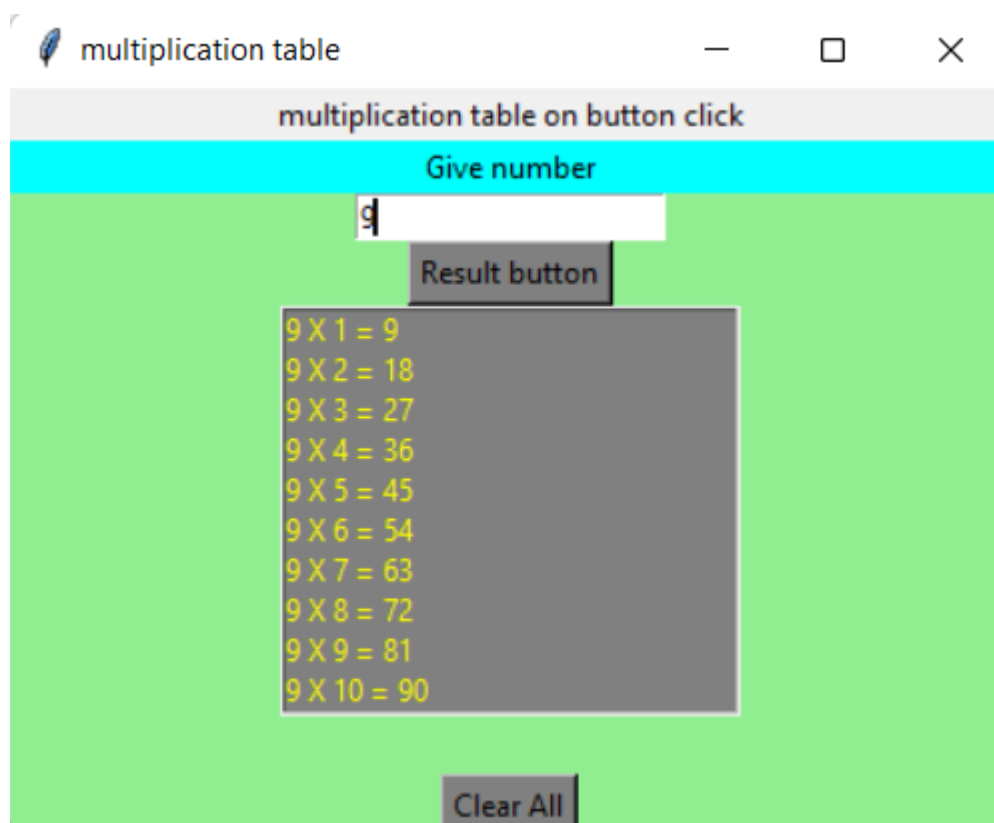 multiplication table
multiplication table on button click
Give number
9
Result button
9 X 1 = 9
9 X 2 = 18
9 X 3 = 27
9 X 4 = 36
9 X 5 = 45
9 X 6 = 54
9 X 7 = 63
9 X 8 = 72
9 X 9 = 81
9 X 10 = 90
Clear All